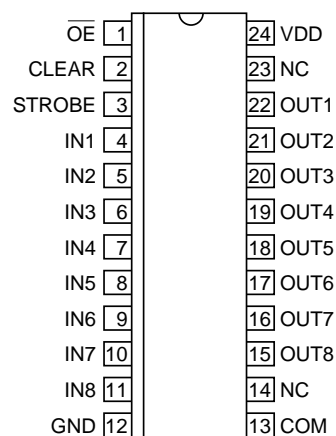 O̅E̅ 1 24 VDD
CLEAR 2 23 NC
STROBE 3 22 OUT1
IN1 4 21 OUT2
IN2 5 20 OUT3
IN3 6 19 OUT4
IN4 7 18 OUT5
IN5 8 17 OUT6
IN6 9 16 OUT7
IN7 10 15 OUT8
IN8 11 14 NC
GND 12 13 COM